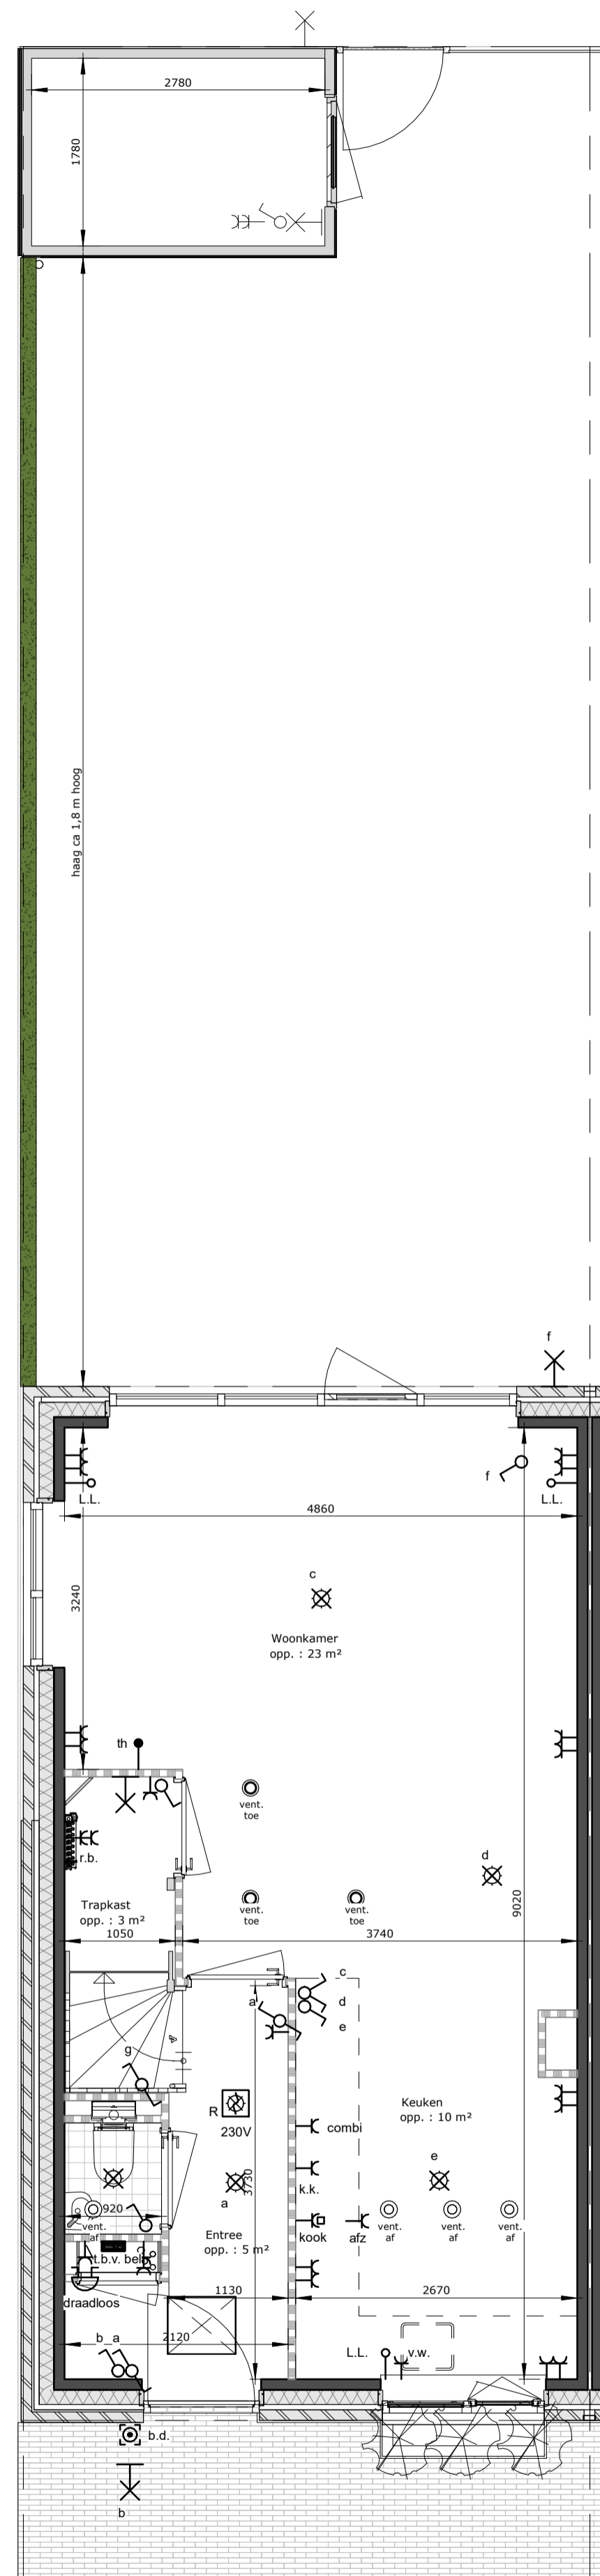 2780
1780
haag ca 1,8 m hoog
f
f
L.L.
L.L.
4860
c
3240
Woonkamer
opp. : 23 m²
th
vent.
toe
r.b.
d
Trapkast
opp. : 3 m²
vent.
toe
vent.
toe
9020
1050
3740
c
a
d
e
g
Keuken
opp. : 10 m²
R
230V
combi
e
k.k.
a
3730
920
vent.
af
Entree
opp. : 5 m²
kook
afz
vent.
af
vent.
af
vent.
af
t.b.v. bel
draadloos
1130
2670
b
a
2120
L.L.
v.w.
b.d.
b